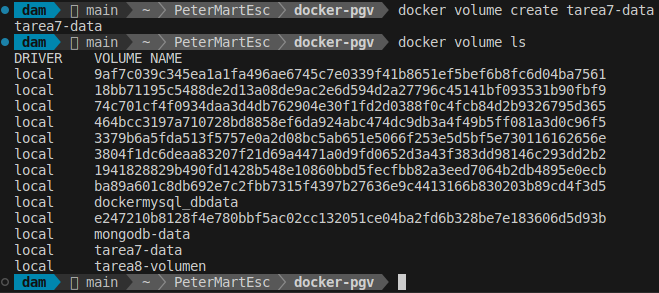 dam main ~ PeterMartEsc docker-pgv docker volume create tarea7-data
tarea7-data
dam main ~ PeterMartEsc docker-pgv docker volume ls
DRIVER VOLUME NAME
local 9af7c039c345ea1a1fa496ae6745c7e0339f41b8651ef5bef6b8fc6d04ba7561
local 18bb71195c5488de2d13a08de9ac2e6d594d2a27796c45141bf093531b90fbf9
local 74c701cf4f0934daa3d4db762904e30f1fd2d0388f0c4fcb84d2b9326795d365
local 464bcc3197a710728bd8858ef6da924abc474dc9db3a4f49b5ff081a3d0c96f5
local 3379b6a5fda513f5757e0a2d08bc5ab651e5066f253e5d5bf5e730116162656e
local 3804f1dc6deaa83207f21d69a4471a0d9fd0652d3a43f383dd98146c293dd2b2
local 1941828829b490fd1428b548e10860bbd5fecfbb82a3eed7064b2db4895e0ecb
local ba89a601c8db692e7c2fbb7315f4397b27636e9c4413166b830203b89cd4f3d5
local dockermysql_dbdata
local e247210b8128f4e780bbf5ac02cc132051ce04ba2fd6b328be7e183606d5d93b
local mongodb-data
local tarea7-data
local tarea8-volumen
dam main ~ PeterMartEsc docker-pgv